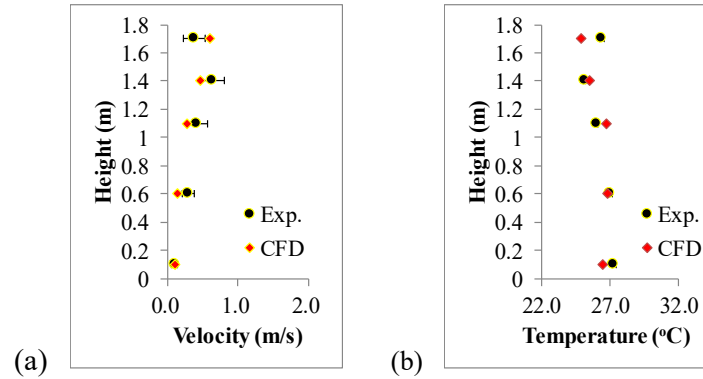 1.8
1.6
1.4
1.2
1
0.8
0.6
0.4
0.2
0
Height (m)
Exp.
CFD
0.0 1.0 2.0
Velocity (m/s)
(a)
1.8
1.6
1.4
1.2
1
0.8
0.6
0.4
0.2
0
Height (m)
Exp.
CFD
22.0 27.0 32.0
Temperature (ºC)
(b)